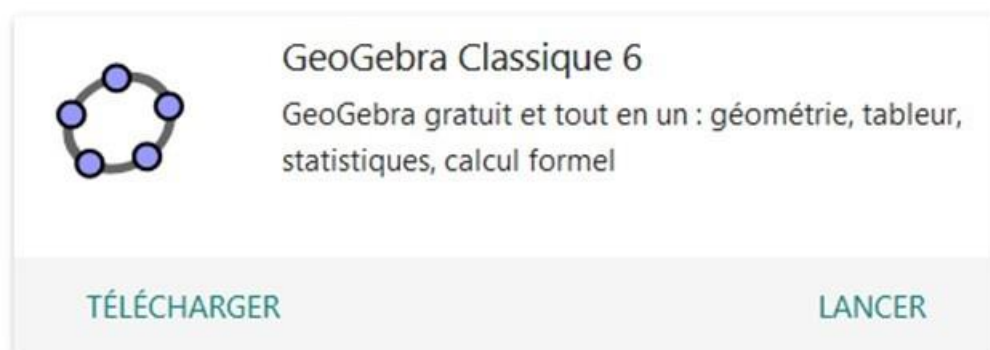 GeoGebra Classique 6
GeoGebra gratuit et tout en un : géométrie, tableur,
statistiques, calcul formel
TÉLÉCHARGER
LANCER